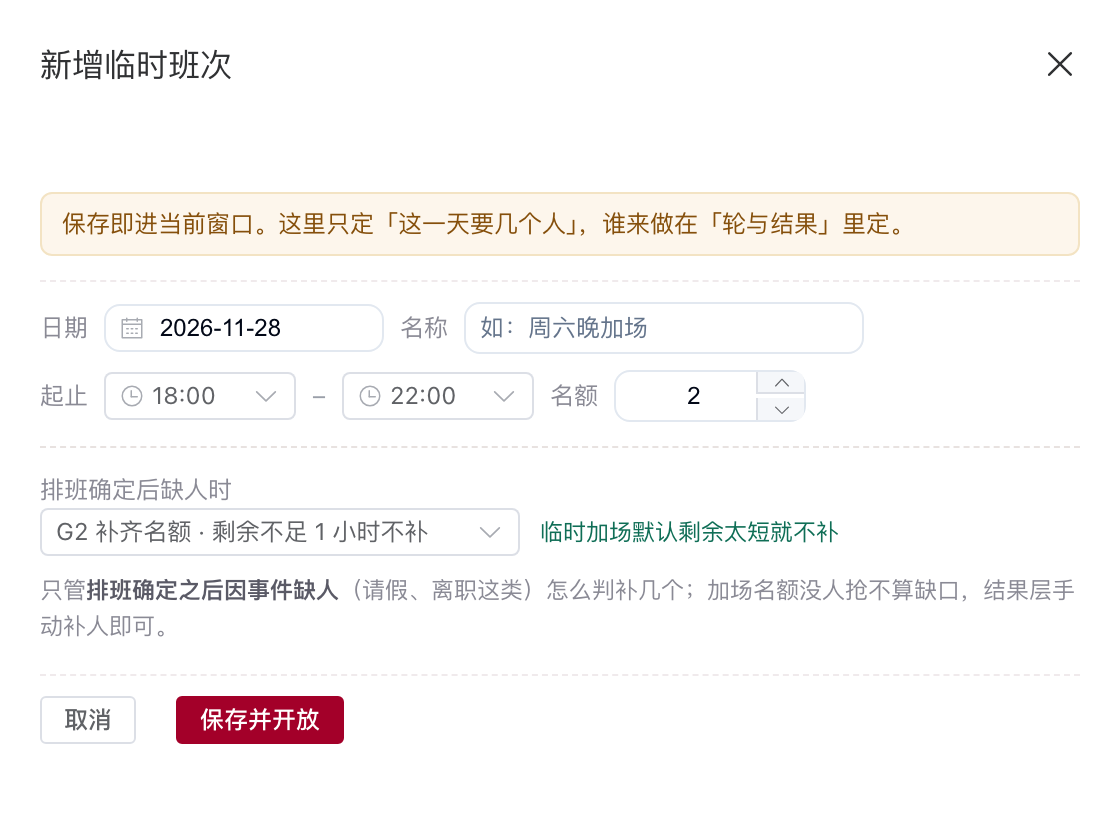 新增临时班次
保存即进当前窗口。这里只定「这一天要几个人」，谁来做在「轮与结果」里定。
日期 2026-11-28 名称 如：周六晚加场
起止 18:00 – 22:00 名额 2
排班确定后缺人时
G2 补齐名额 · 剩余不足 1 小时不补 临时加场默认剩余太短就不补
只管排班确定之后因事件缺人（请假、离职这类）怎么判补几个；加场名额没人抢不算缺口，结果层手
动补人即可。
取消 保存并开放